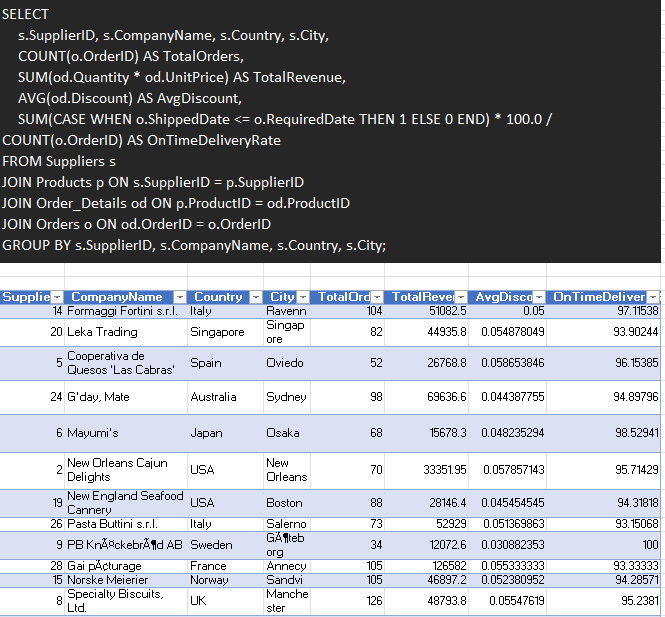 SELECT
s.SupplierID, s.CompanyName, s.Country, s.City,
COUNT(o.OrderID) AS TotalOrders,
SUM(od.Quantity * od.UnitPrice) AS TotalRevenue,
AVG(od.Discount) AS AvgDiscount,
SUM(CASE WHEN o.ShippedDate <= o.RequiredDate THEN 1 ELSE 0 END) * 100.0 /
COUNT(o.OrderID) AS OnTimeDeliveryRate
FROM Suppliers s
JOIN Products p ON s.SupplierID = p.SupplierID
JOIN Order_Details od ON p.ProductID = od.ProductID
JOIN Orders o ON od.OrderID = o.OrderID
GROUP BY s.SupplierID, s.CompanyName, s.Country, s.City;
Supplie CompanyName Country City TotalOrd TotalReve AvgDisco OnTimeDeliver
14 Formaggi Fortini s.r.l. Italy Ravenn 104 51082.5 0.05 97.11538
20 Leka Trading Singapore Singap 82 44935.8 0.054878049 93.90244
ore
5 Cooperativa de Spain Oviedo 52 26768.8 0.058653846 96.15385
Quesos 'Las Cabras'
24 G'day, Mate Australia Sydney 98 69636.6 0.044387755 94.89796
6 Mayumi's Japan Osaka 68 15678.3 0.048235294 98.52941
2 New Orleans Cajun USA New 70 33351.95 0.057857143 95.71429
Delights Orleans
19 New England Seafood USA Boston 88 28146.4 0.045454545 94.31818
Cannery
26 Pasta Buttini s.r.l. Italy Salerno 73 52929 0.051369863 93.15068
9 PB KnÃ¤ckebrÃ¶d AB Sweden GÃ¶teb 34 12072.6 0.030882353 100
org
28 Gai pÃ¢turage France Annecy 105 126582 0.055333333 93.33333
15 Norske Meierier Norway Sandvi 105 46897.2 0.052380952 94.28571
8 Specialty Biscuits, UK Manche 126 48793.8 0.05547619 95.2381
Ltd. ster